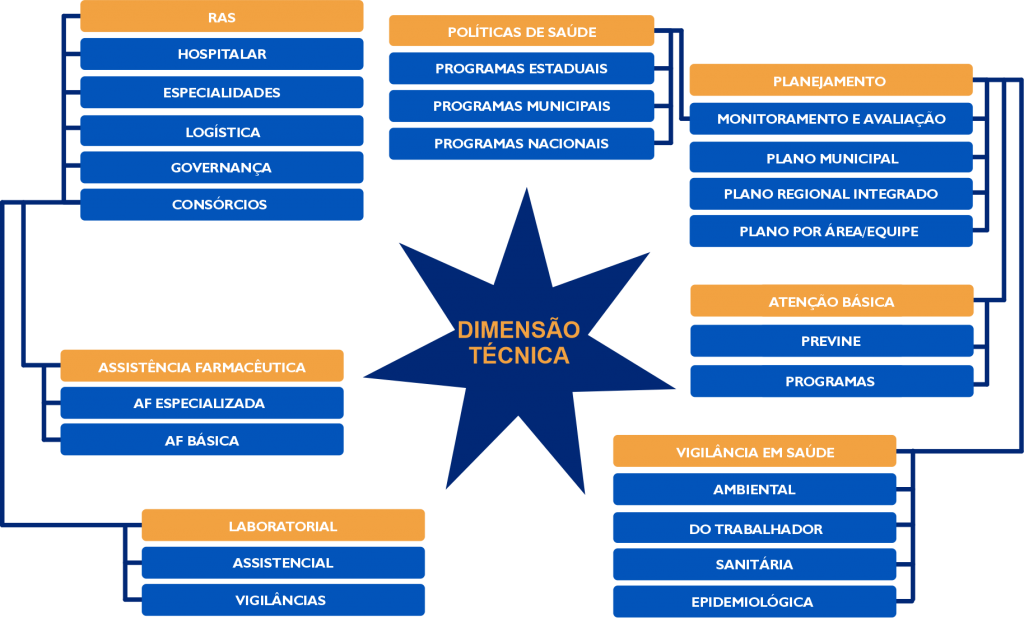 RAS
HOSPITALAR
ESPECIALIDADES
LOGÍSTICA
GOVERNANÇA
CONSÓRCIOS
POLÍTICAS DE SAÚDE
PROGRAMAS ESTADUAIS
PROGRAMAS MUNICIPAIS
PROGRAMAS NACIONAIS
PLANEJAMENTO
MONITORAMENTO E AVALIAÇÃO
PLANO MUNICIPAL
PLANO REGIONAL INTEGRADO
PLANO POR ÁREA/EQUIPE
DIMENSÃO
TÉCNICA
ATENÇÃO BÁSICA
PREVINE
PROGRAMAS
ASSISTÊNCIA FARMACÊUTICA
AF ESPECIALIZADA
AF BÁSICA
VIGILÂNCIA EM SAÚDE
AMBIENTAL
DO TRABALHADOR
SANITÁRIA
EPIDEMIOLÓGICA
LABORATORIAL
ASSISTENCIAL
VIGILÂNCIAS